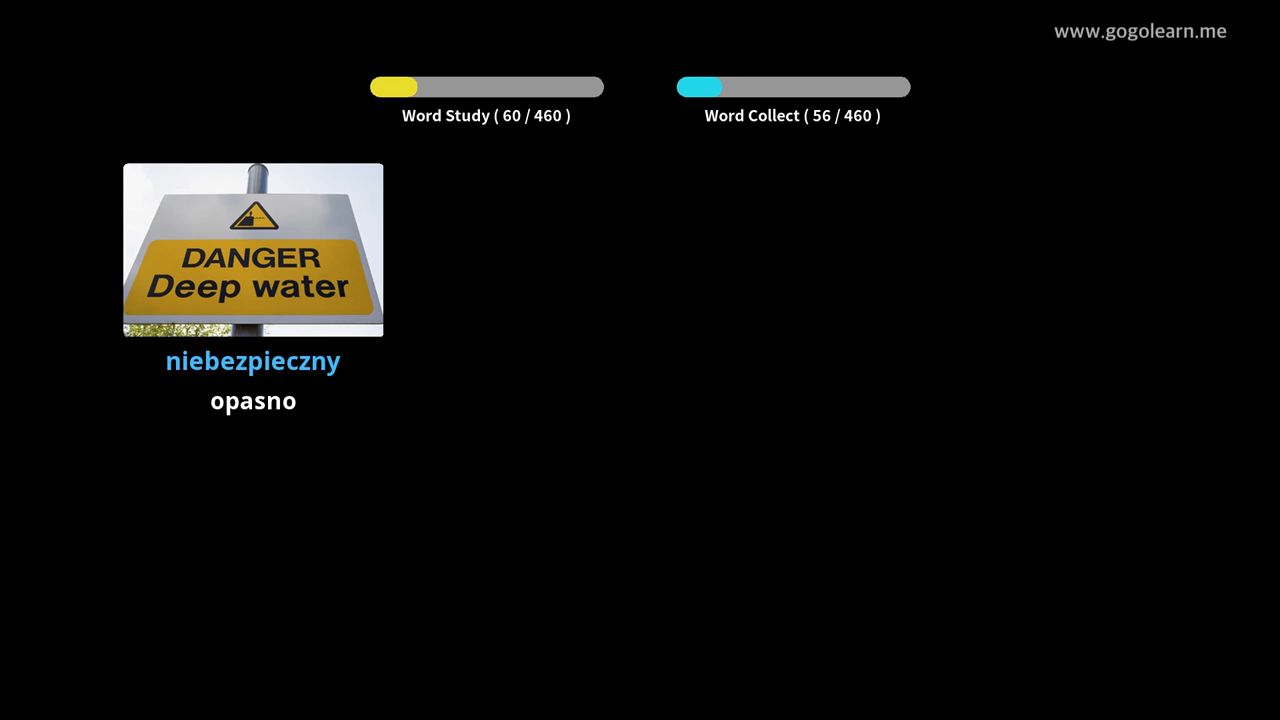 www.gogolearn.me
Word Study ( 60 / 460 )
Word Collect ( 56 / 460 )
DANGER
Deep water
niebezpieczny
opasno